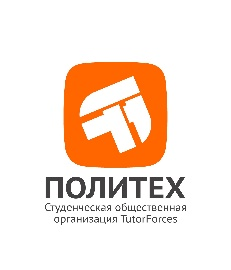 ПОЛИТЕХ
Студенческая общественная
организация TutorForces